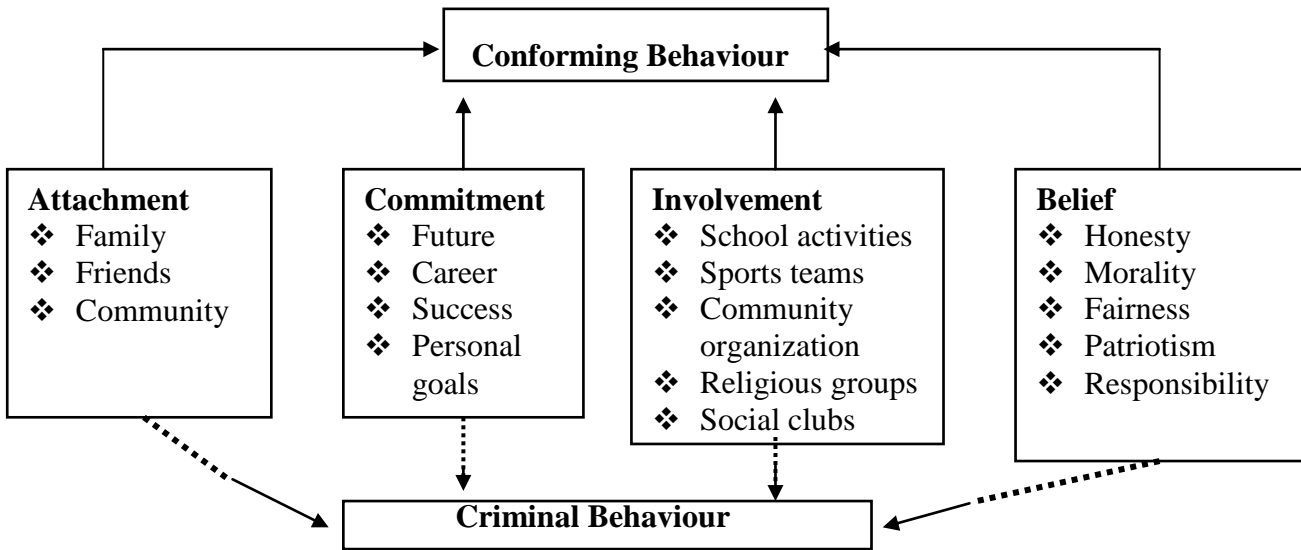 Conforming Behaviour
Attachment
❖ Family
❖ Friends
❖ Community
Commitment
❖ Future
❖ Career
❖ Success
❖ Personal
goals
Involvement
❖ School activities
❖ Sports teams
❖ Community
organization
❖ Religious groups
❖ Social clubs
Belief
❖ Honesty
❖ Morality
❖ Fairness
❖ Patriotism
❖ Responsibility
Criminal Behaviour